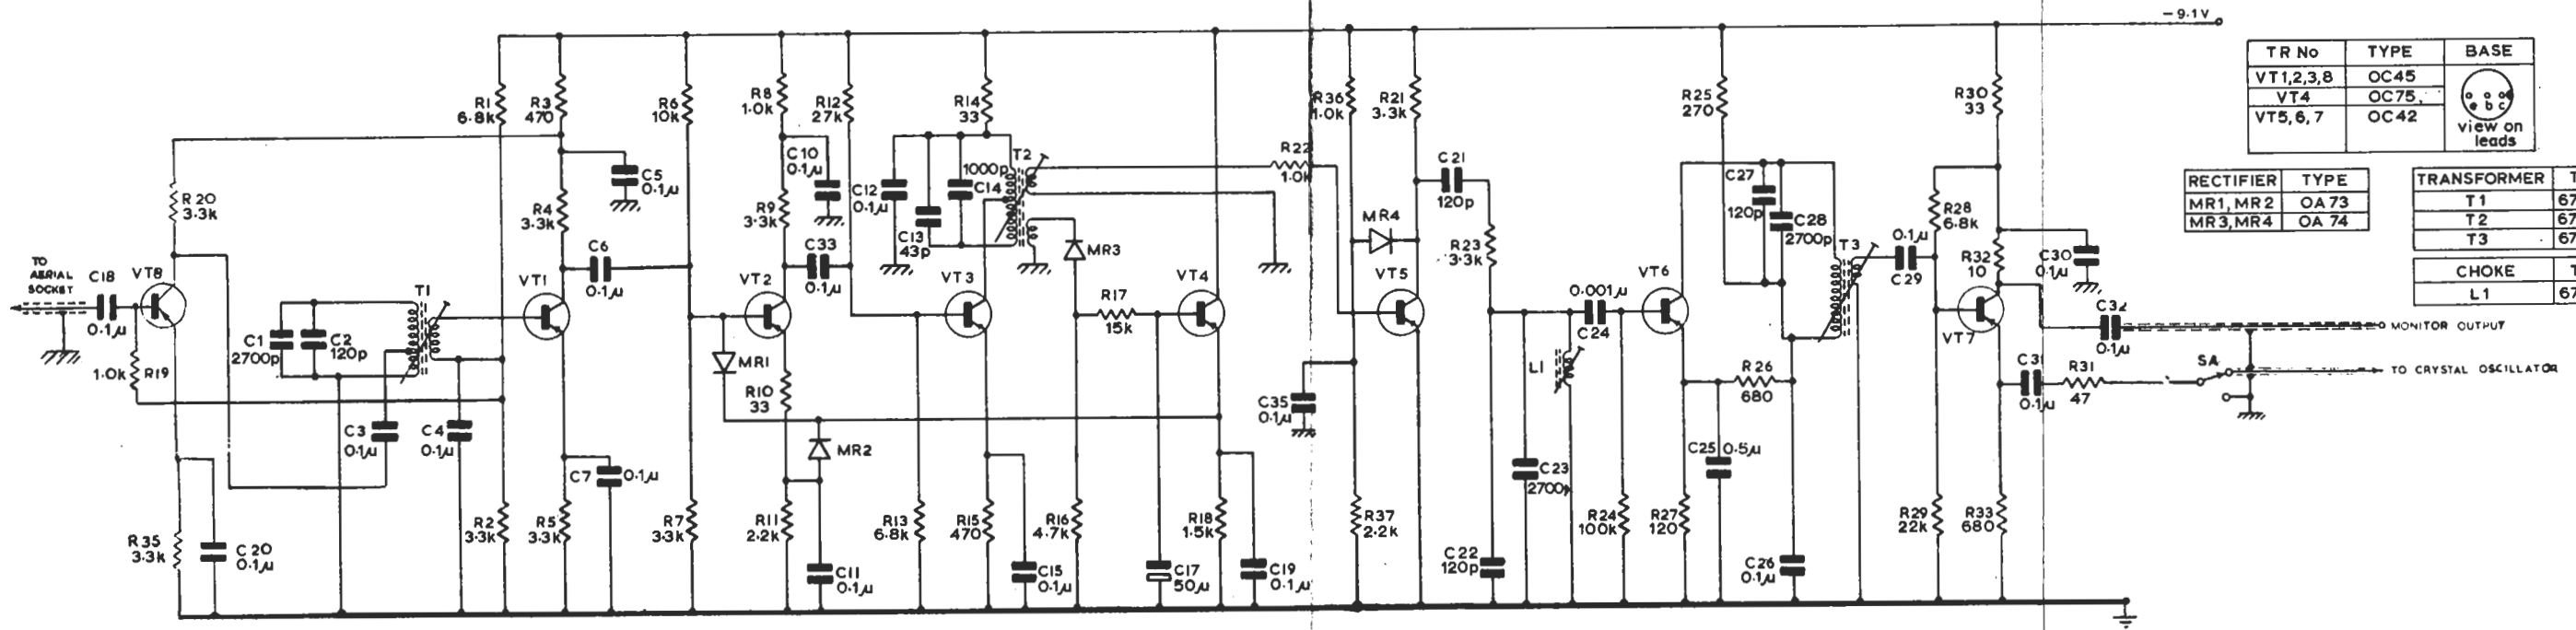 -9.1V
TR No TYPE BASE
VT1,2,3,8 OC45
VT4 OC75,
VT5,6,7 OC42
e b c
view on
leads
RECTIFIER TYPE
MR1, MR2 OA73
MR3, MR4 OA 74
TRANSFORMER T
T1 67
T2 67
T3 67
CHOKE T
L1 67
R1
6.8k
R3
470
R6
10k
R8
1.0k
R12
27k
R14
33
R36
1.0k
R21
3.3k
R25
270
R30
33
R20
3.3k
R4
3.3k
C5
0.1µ
R9
3.3k
C10
0.1µ
C12
0.1µ
C13
43p
1000p
C14
T2
R22
1.0k
C21
120p
C27
120p
C28
2700p
R28
6.8k
TO
AERIAL
SOCKET
C18
0.1µ
VT8
C6
0.1µ
C33
0.1µ
MR3
MR4
R23
3.3k
T3
0.1µ
C29
R32
10
C30
0.1µ
T1
VT1
VT2
VT3
VT4
VT5
VT6
VT7
C1
2700p
C2
120p
R17
15k
0.001µ
C24
C32
0.1µ
MONITOR OUTPUT
1.0k R19
MR1
R10
33
L1
R26
680
C31
0.1µ
R31
47
SA
TO CRYSTAL OSCILLATOR
C3
0.1µ
C4
0.1µ
MR2
C35
0.1µ
C7 0.1µ
C23
2700p
C25 0.5µ
R35
3.3k
C20
0.1µ
R2
3.3k
R5
3.3k
R7
3.3k
R11
2.2k
C11
0.1µ
R13
6.8k
R15
470
C15
0.1µ
R16
4.7k
C17
50µ
R18
1.5k
C19
0.1µ
R37
2.2k
C22
120p
R24
100k
R27
120
C26
0.1µ
R29
22k
R33
680